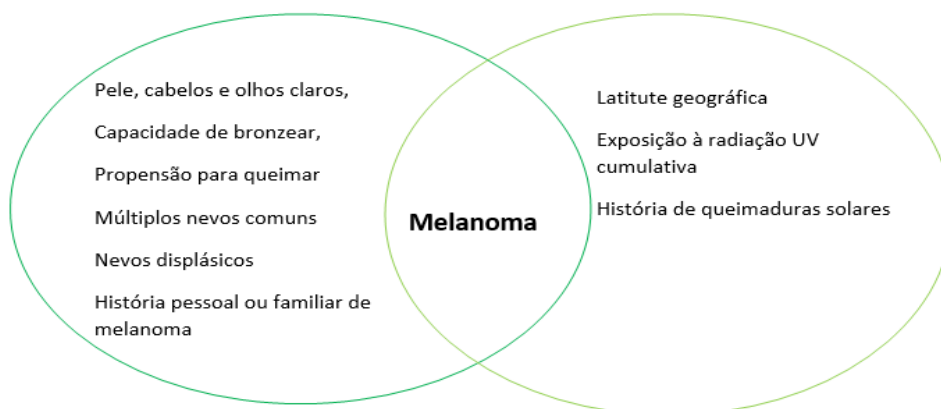 Pele, cabelos e olhos claros,
Capacidade de bronzear,
Propensão para queimar
Múltiplos nevos comuns
Nevos displásicos
História pessoal ou familiar de
melanoma
Melanoma
Latitute geográfica
Exposição à radiação UV
cumulativa
História de queimaduras solares